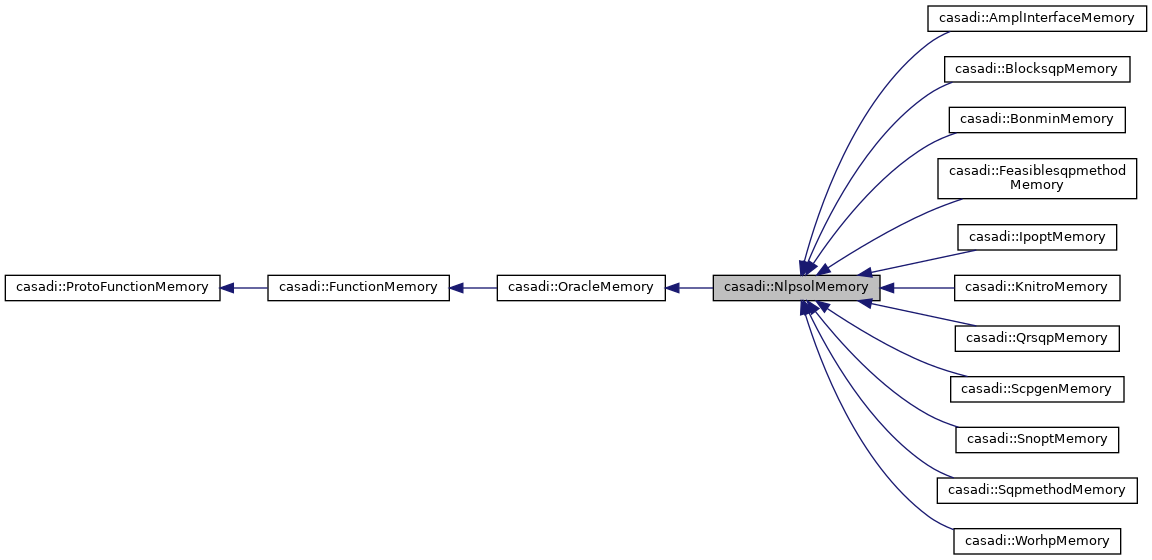 casadi::AmplInterfaceMemory
casadi::BlocksqpMemory
casadi::BonminMemory
casadi::Feasiblesqpmethod
Memory
casadi::IpoptMemory
casadi::ProtoFunctionMemory
casadi::FunctionMemory
casadi::OracleMemory
casadi::NlpsolMemory
casadi::KnitroMemory
casadi::QrsqpMemory
casadi::ScpgenMemory
casadi::SnoptMemory
casadi::SqpmethodMemory
casadi::WorhpMemory